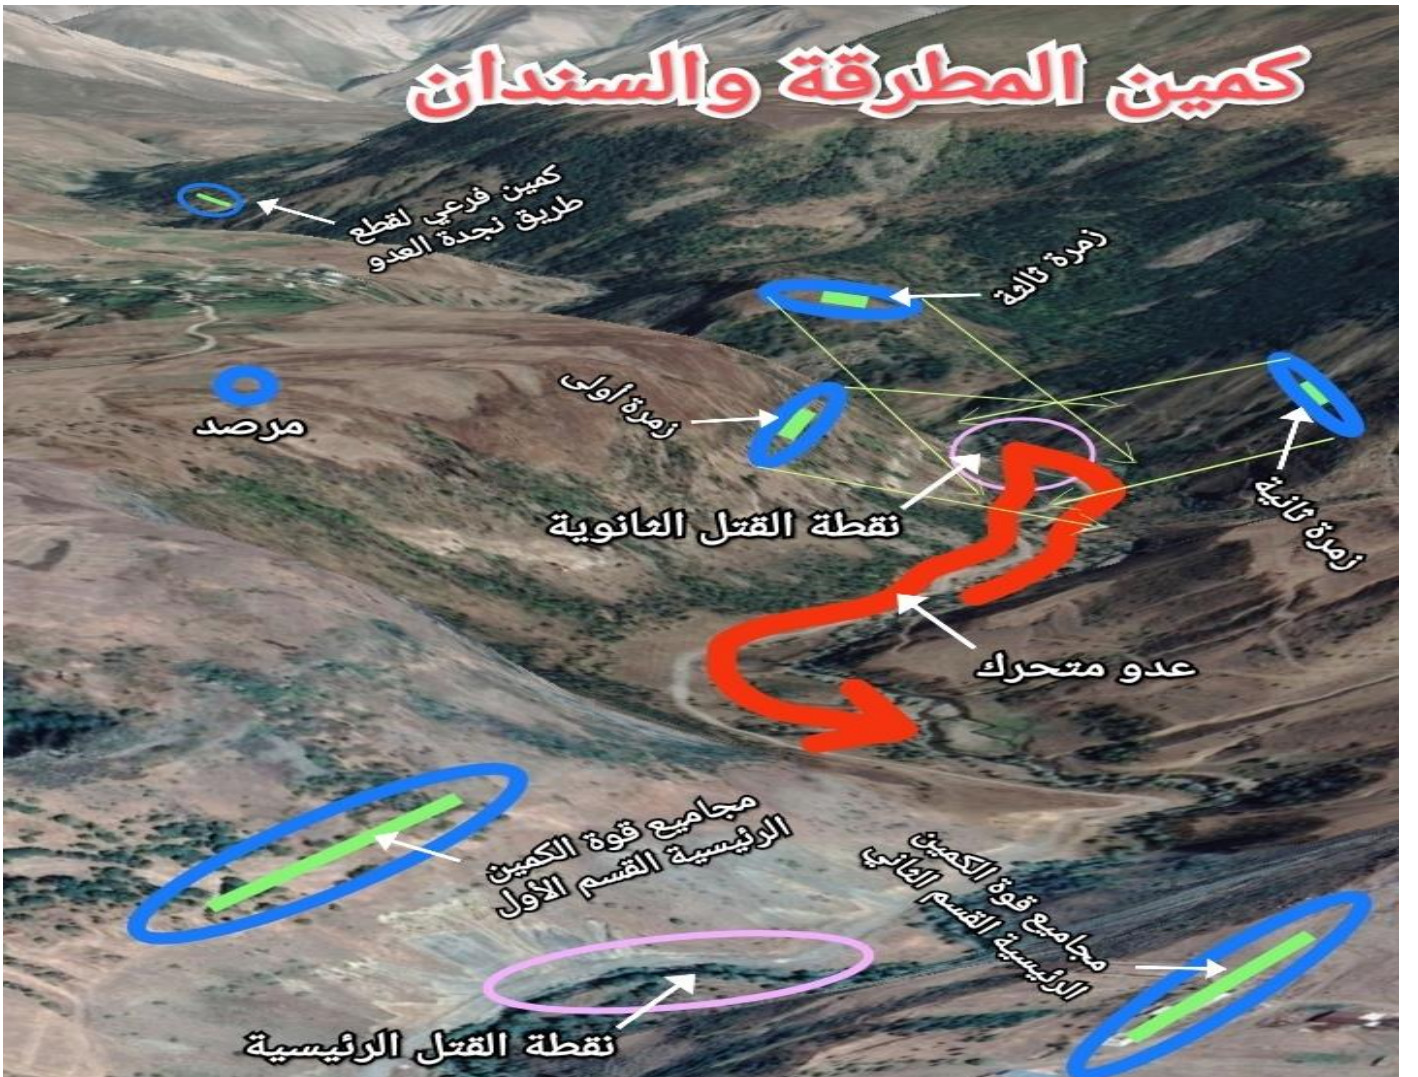 كمين المطرقة والسندان
كمين فرعي لقطع
طريق نجدة العدو
زمرة ثالثة
مرصد
زمرة أولى
زمرة ثانية
نقطة القتل الثانوية
عدو متحرك
مجاميع قوة الكمين
الرئيسية القسم الأول
مجاميع قوة الكمين
الرئيسية القسم الثاني
نقطة القتل الرئيسية